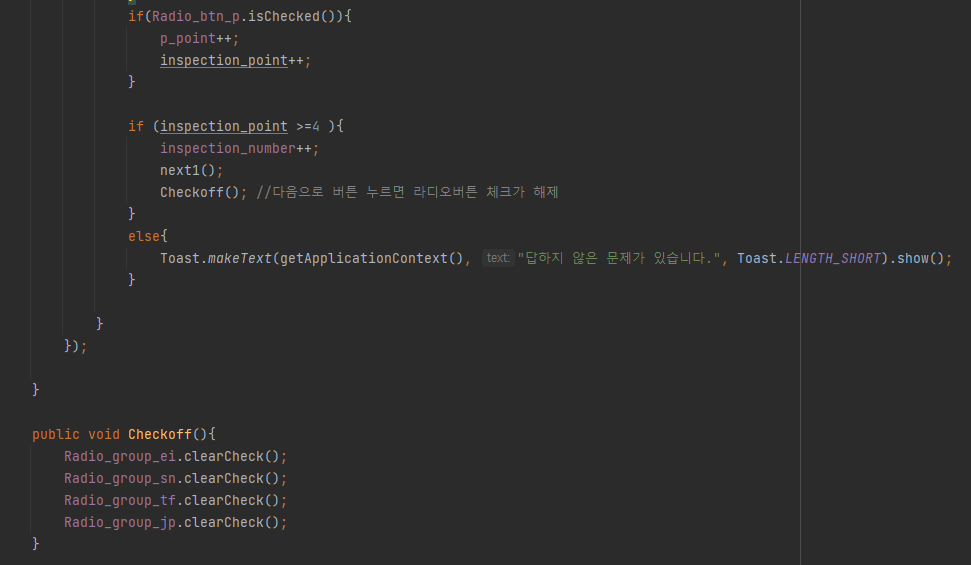 if(Radio_btn_p.isChecked()){
p_point++;
inspection_point++;
}
if (inspection_point >=4 ){
inspection_number++;
next1();
Checkoff(); //다음으로 버튼 누르면 라디오버튼 체크가 해제
}
else{
Toast.makeText(getApplicationContext(), text: "답하지 않은 문제가 있습니다.", Toast.LENGTH_SHORT).show();
}
}
});
}
public void Checkoff(){
Radio_group_ei.clearCheck();
Radio_group_sn.clearCheck();
Radio_group_tf.clearCheck();
Radio_group_jp.clearCheck();
}